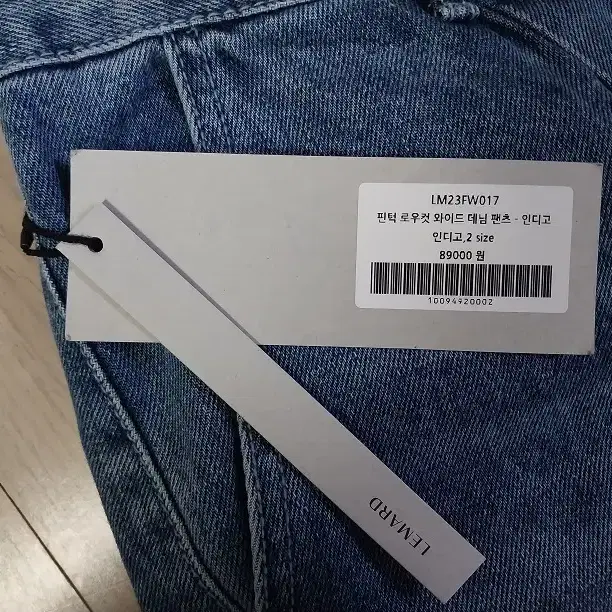 LM23FW017
핀턱 로우컷 와이드 데님 팬츠 - 인디고
인디고,2 size
89000 원
10094920002
LEMARD